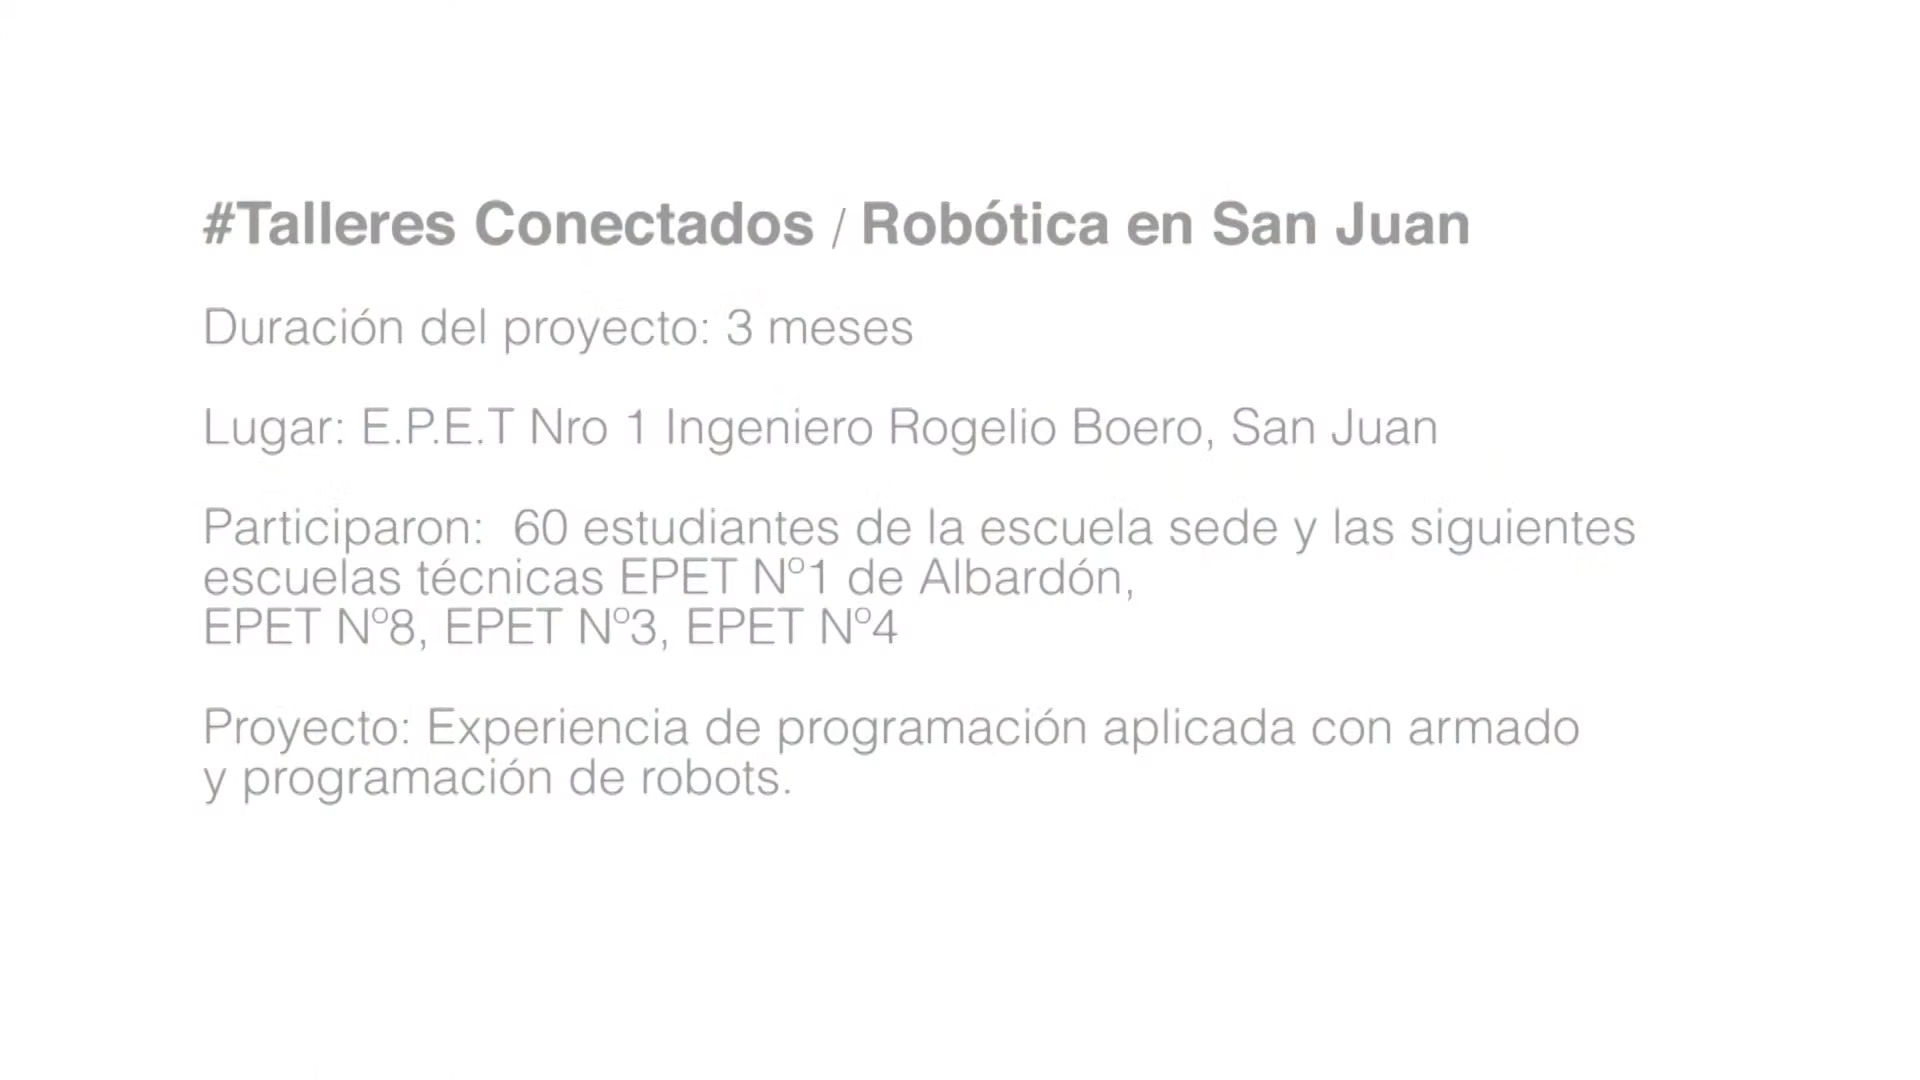 #Talleres Conectados / Robótica en San Juan
Duración del proyecto: 3 meses
Lugar: E.P.E.T Nro 1 Ingeniero Rogelio Boero, San Juan
Participaron:  60 estudiantes de la escuela sede y las siguientes
escuelas técnicas EPET Nº1 de Albardón,
EPET Nº8, EPET Nº3, EPET Nº4
Proyecto: Experiencia de programación aplicada con armado
y programación de robots.